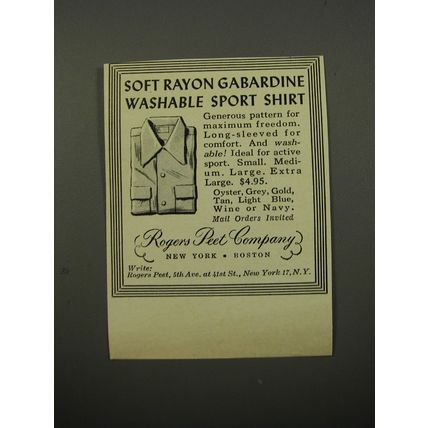 SOFT RAYON GABARDINE
WASHABLE SPORT SHIRT
Generous pattern for
maximum freedom.
Long-sleeved for
comfort. And wash-
able! Ideal for active
sport. Small. Medi-
um. Large. Extra
Large. $4.95.
Oyster, Grey, Gold,
Tan, Light Blue,
Wine or Navy.
Mail Orders Invited
Rogers Peet Company
NEW YORK • BOSTON
Write:
Rogers Peet, 5th Ave. at 41st St., New York 17, N.Y.